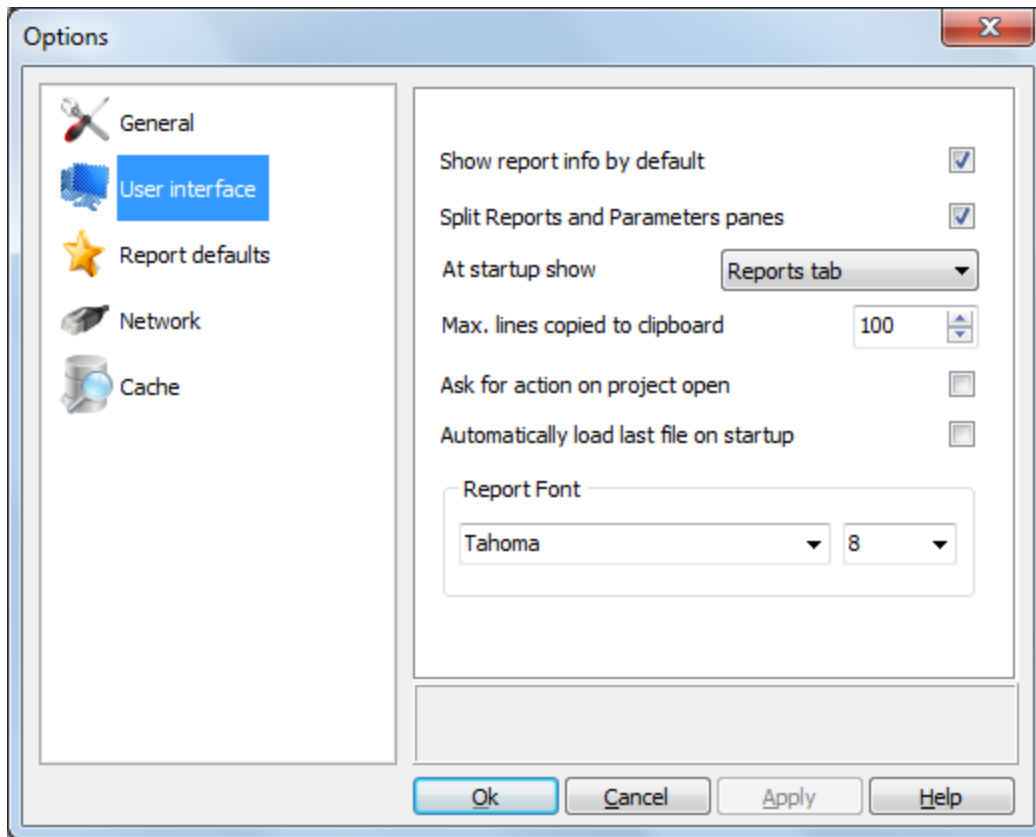 Options
General
User interface
Report defaults
Network
Cache
Show report info by default
Split Reports and Parameters panes
At startup show Reports tab
Max. lines copied to clipboard 100
Ask for action on project open
Automatically load last file on startup
Report Font
Tahoma 8
Ok Cancel Apply Help